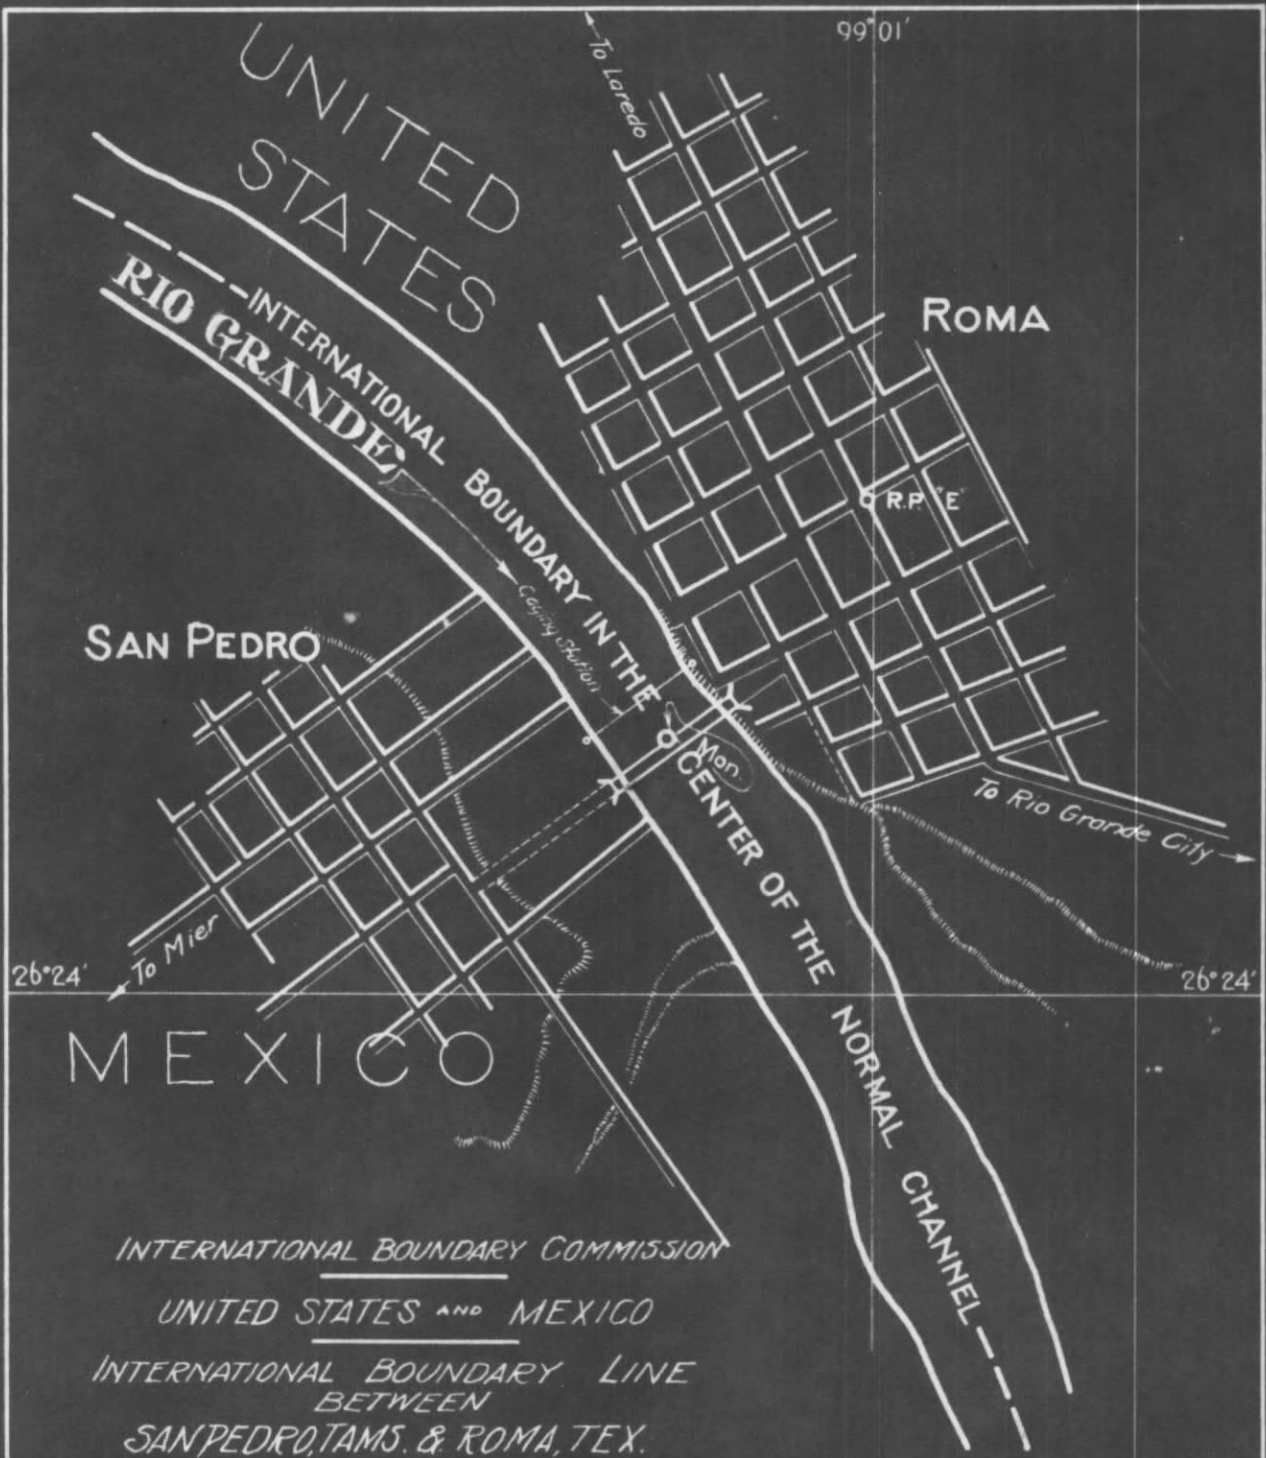 99°01'
UNITED
STATES
To Laredo
ROMA
RIO GRANDE
INTERNATIONAL BOUNDARY IN THE CENTER OF THE NORMAL CHANNEL
R.P. "E"
Gaging Station
SAN PEDRO
Mon.
To Rio Grande City
To Mier
26°24'
26°24'
MEXICO
INTERNATIONAL BOUNDARY COMMISSION
UNITED STATES AND MEXICO
INTERNATIONAL BOUNDARY LINE
BETWEEN
SAN PEDRO, TAMS. & ROMA, TEX.